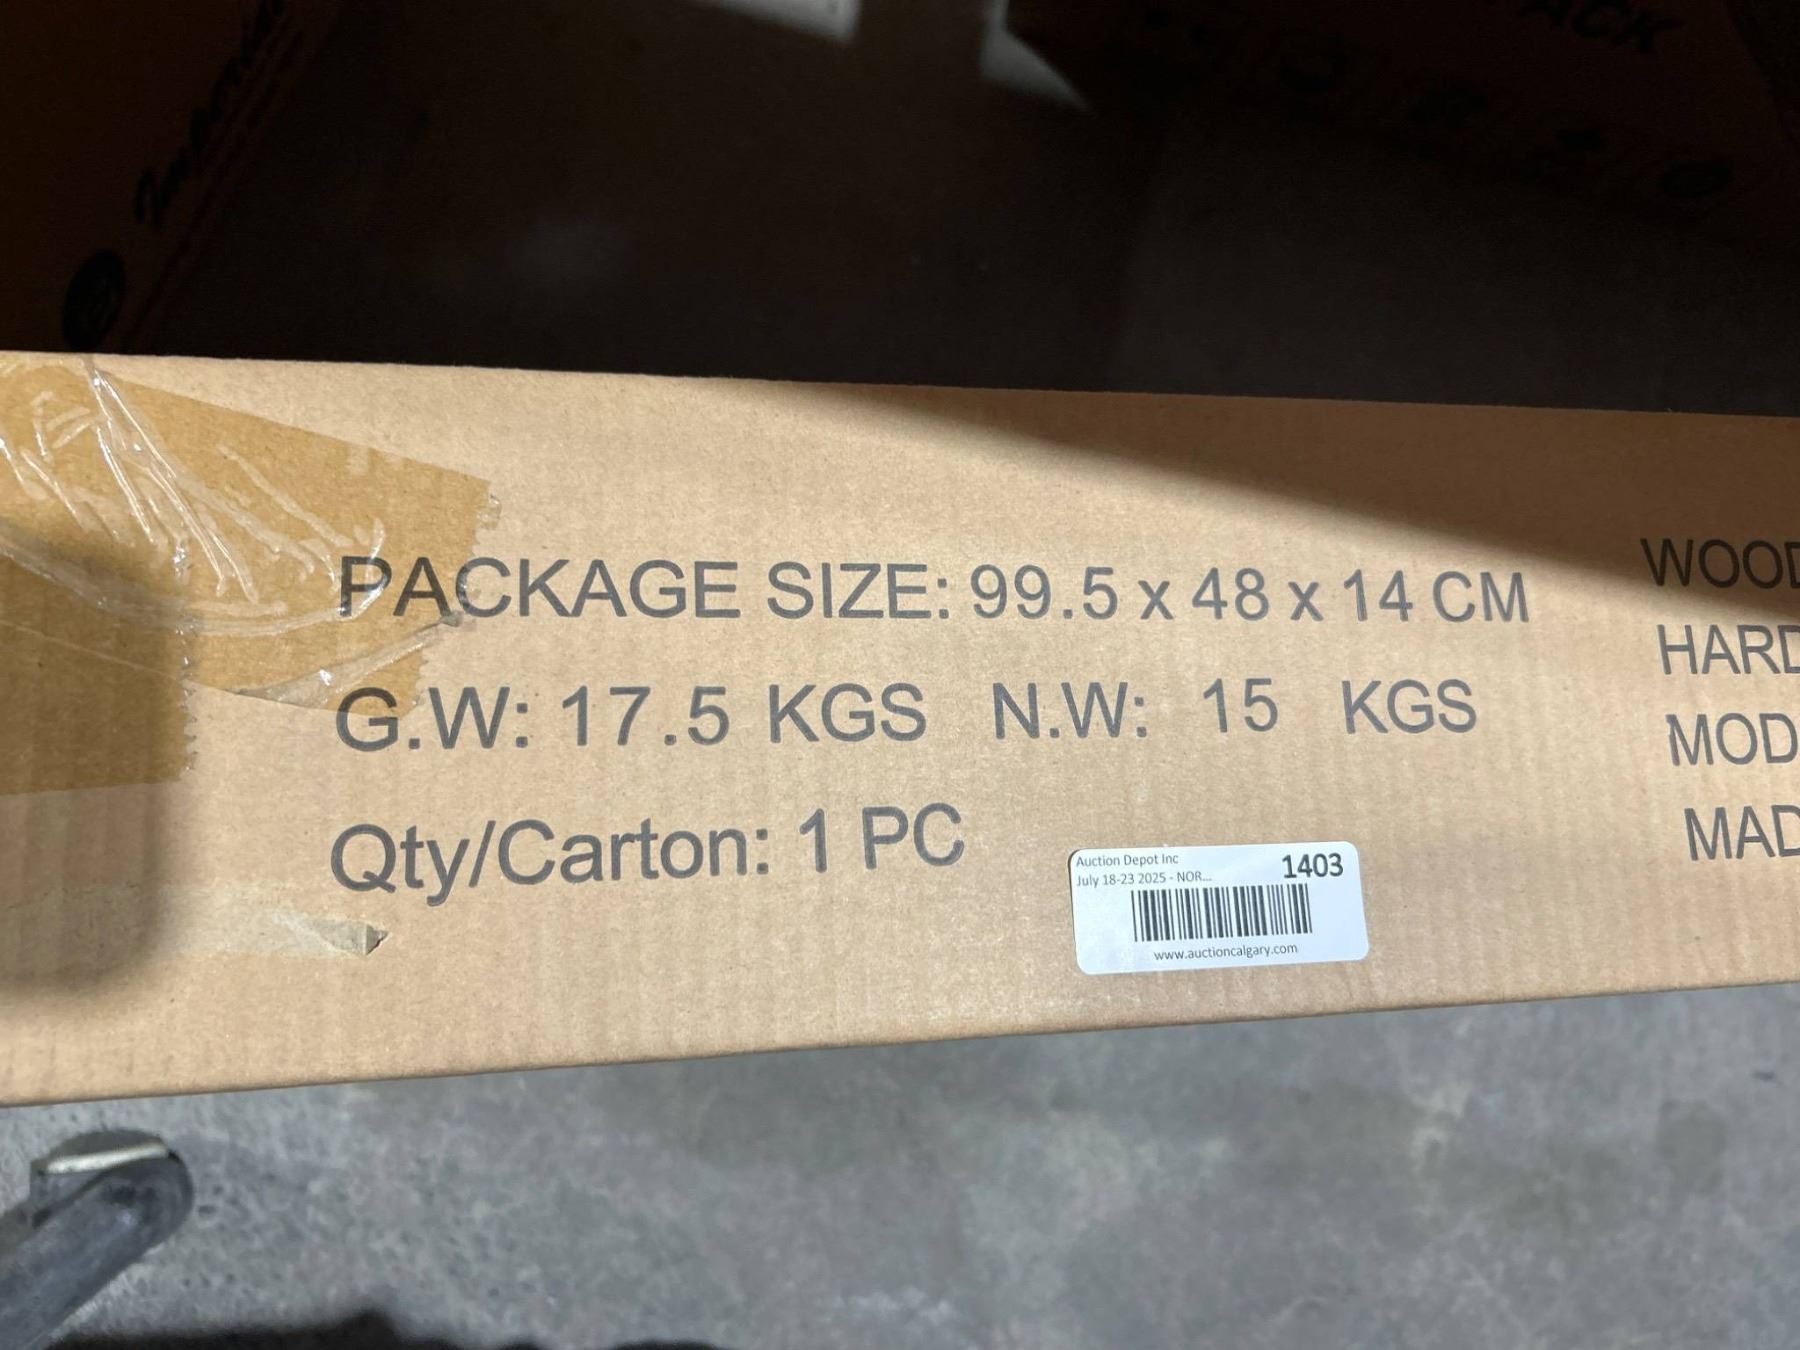 PACKAGE SIZE: 99.5 x 48 x 14 CM
G.W: 17.5 KGS N.W: 15 KGS
Qty/Carton: 1 PC
WOOD
HARD
MOD
MAD
Auction Depot Inc
1403
July 18-23 2025 - NOR...
www.auctioncalgary.com